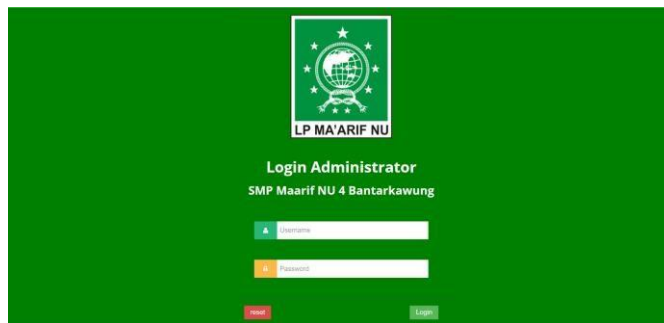 LP MA'ARIF NU
Login Administrator
SMP Maarif NU 4 Bantarkawung
Username
Password
reset
Login